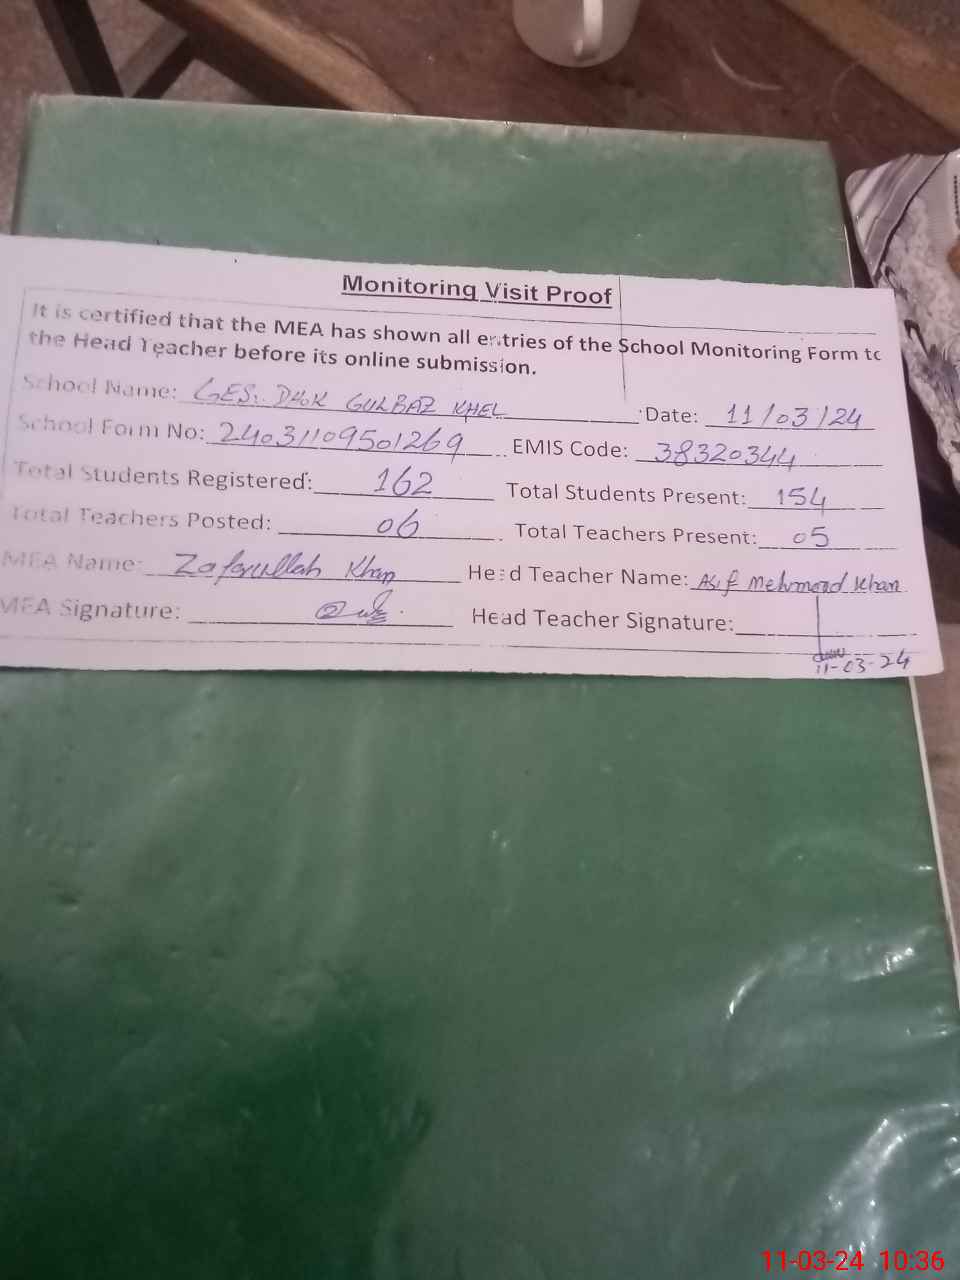 Monitoring Visit Proof
It is certified that the MEA has shown all entries of the School Monitoring Form to
the Head Teacher before its online submission.
School Name: GES. DHOK GULBAZ KHEL Date: 11/03/24
School Form No: 24031109501269 EMIS Code: 38320344
Total Students Registered: 162 Total Students Present: 154
Total Teachers Posted: 06 Total Teachers Present: 05
MEA Name: Zafarullah Khan Head Teacher Name: Asif Mehmood Khan
MEA Signature: Head Teacher Signature:
11-03-24
11-03-24 10:36